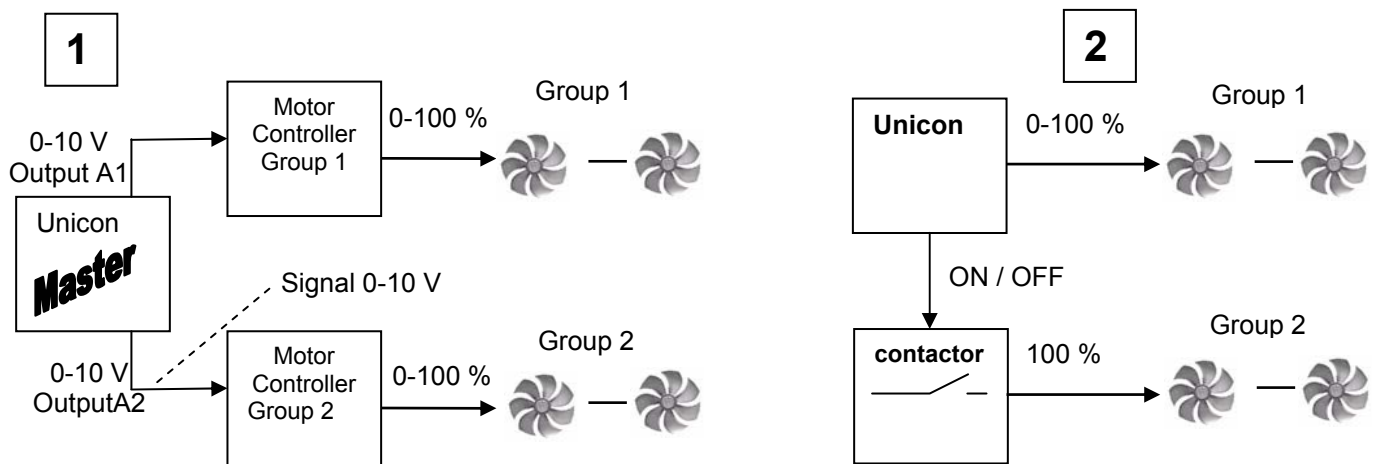 1
0-10 V
Output A1
Unicon
Master
0-10 V
OutputA2
Signal 0-10 V
Motor
Controller
Group 1
0-100 %
Group 1
Motor
Controller
Group 2
0-100 %
Group 2
2
Unicon
0-100 %
Group 1
ON / OFF
contactor
100 %
Group 2